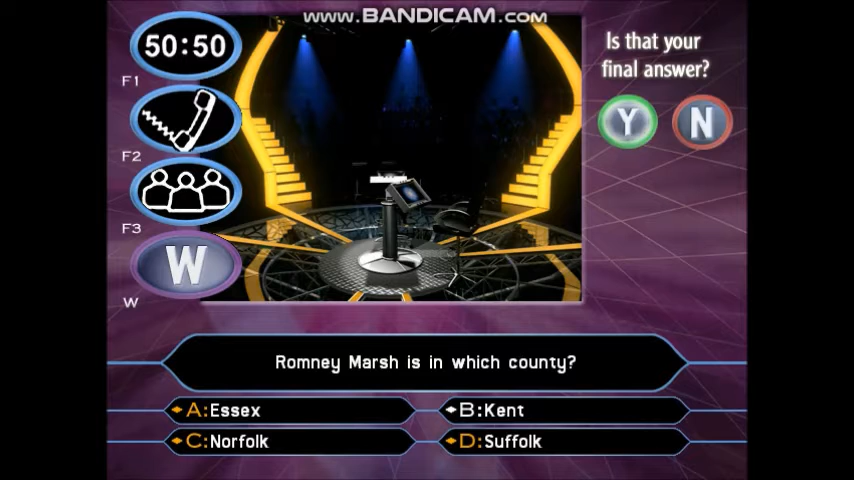 www.BANDICAM.com
50:50
F1
F2
F3
W
W
Is that your
final answer?
Y
N
Romney Marsh is in which county?
A:Essex
B:Kent
C:Norfolk
D:Suffolk